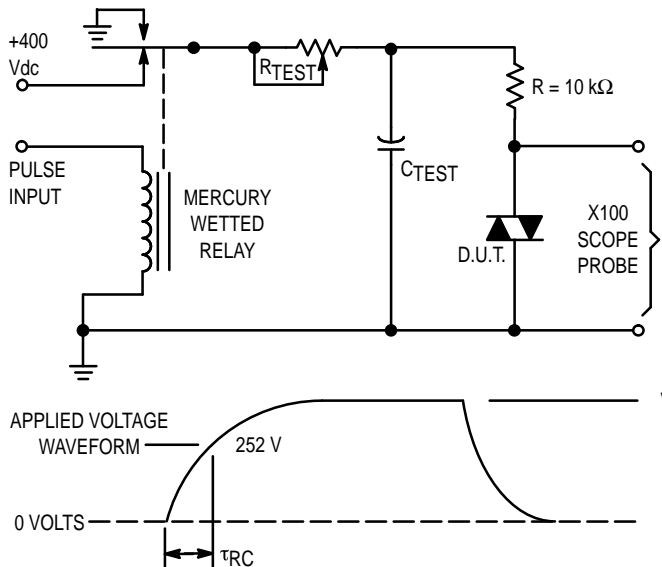 +400
Vdc
RTEST
R = 10 kΩ
PULSE
INPUT
MERCURY
WETTED
RELAY
CTEST
D.U.T.
X100
SCOPE
PROBE
APPLIED VOLTAGE
WAVEFORM
252 V
0 VOLTS
τRC